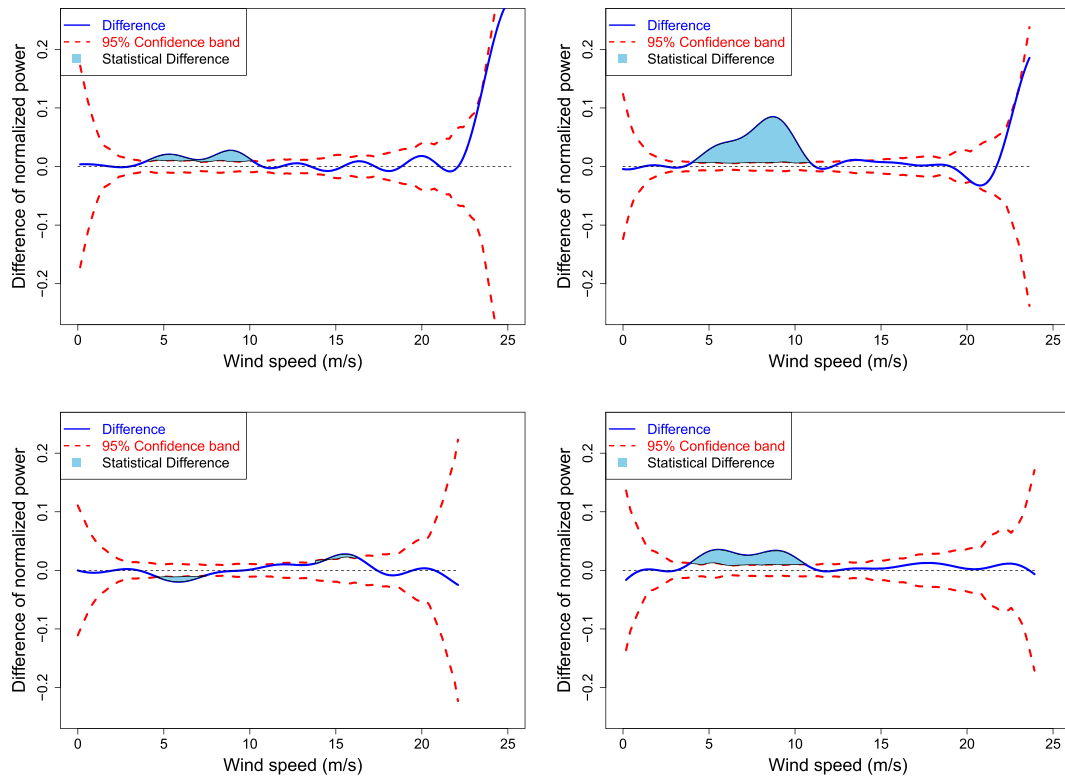 Difference
95% Confidence band
Statistical Difference
Difference of normalized power
0.2
0.1
0.0
−0.1
−0.2
0 5 10 15 20 25
Wind speed (m/s)
Difference
95% Confidence band
Statistical Difference
Difference of normalized power
0.2
0.1
0.0
−0.1
−0.2
0 5 10 15 20 25
Wind speed (m/s)
Difference
95% Confidence band
Statistical Difference
Difference of normalized power
0.2
0.1
0.0
−0.1
−0.2
0 5 10 15 20 25
Wind speed (m/s)
Difference
95% Confidence band
Statistical Difference
Difference of normalized power
0.2
0.1
0.0
−0.1
−0.2
0 5 10 15 20 25
Wind speed (m/s)